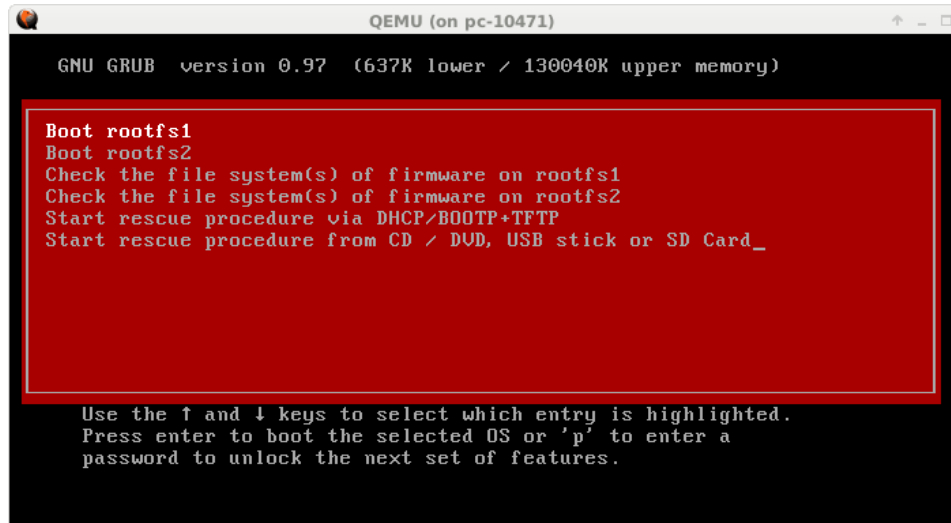 QEMU (on pc-10471)
GNU GRUB version 0.97 (637K lower / 130040K upper memory)
Boot rootfs1
Boot rootfs2
Check the file system(s) of firmware on rootfs1
Check the file system(s) of firmware on rootfs2
Start rescue procedure via DHCP/BOOTP+TFTP
Start rescue procedure from CD / DVD, USB stick or SD Card_
Use the ↑ and ↓ keys to select which entry is highlighted.
Press enter to boot the selected OS or 'p' to enter a
password to unlock the next set of features.